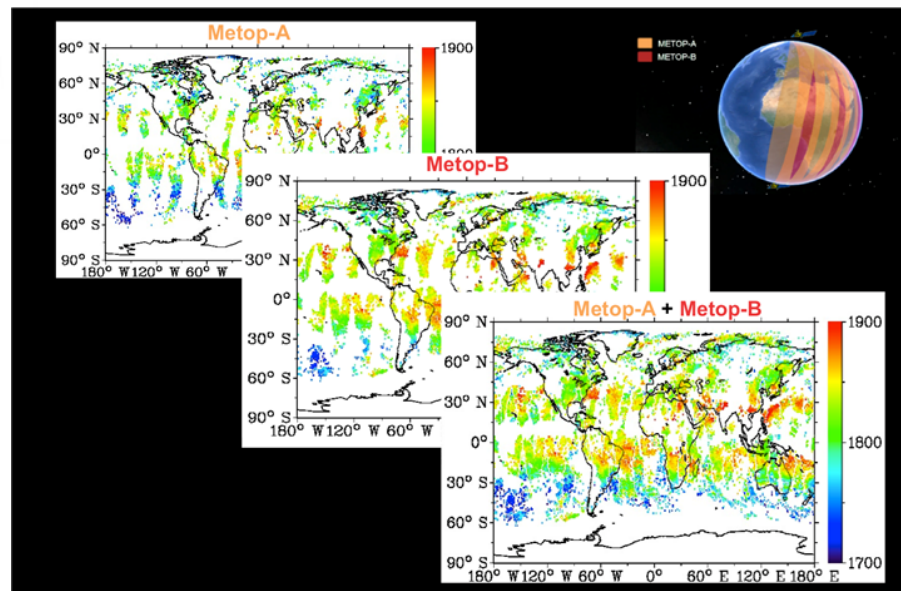 Metop-A
90° N
60° N
30° N
0°
30° S
60° S
90° S
180° W 120° W 60° W
1900
METOP-A
METOP-B
Metop-B
90° N
60° N
30° N
0°
30° S
60° S
90° S
180° W 120° W 60° W
1900
Metop-A + Metop-B
90° N
60° N
30° N
0°
30° S
60° S
90° S
180° W 120° W 60° W 0° 60° E 120° E 180° E
1900
1800
1700